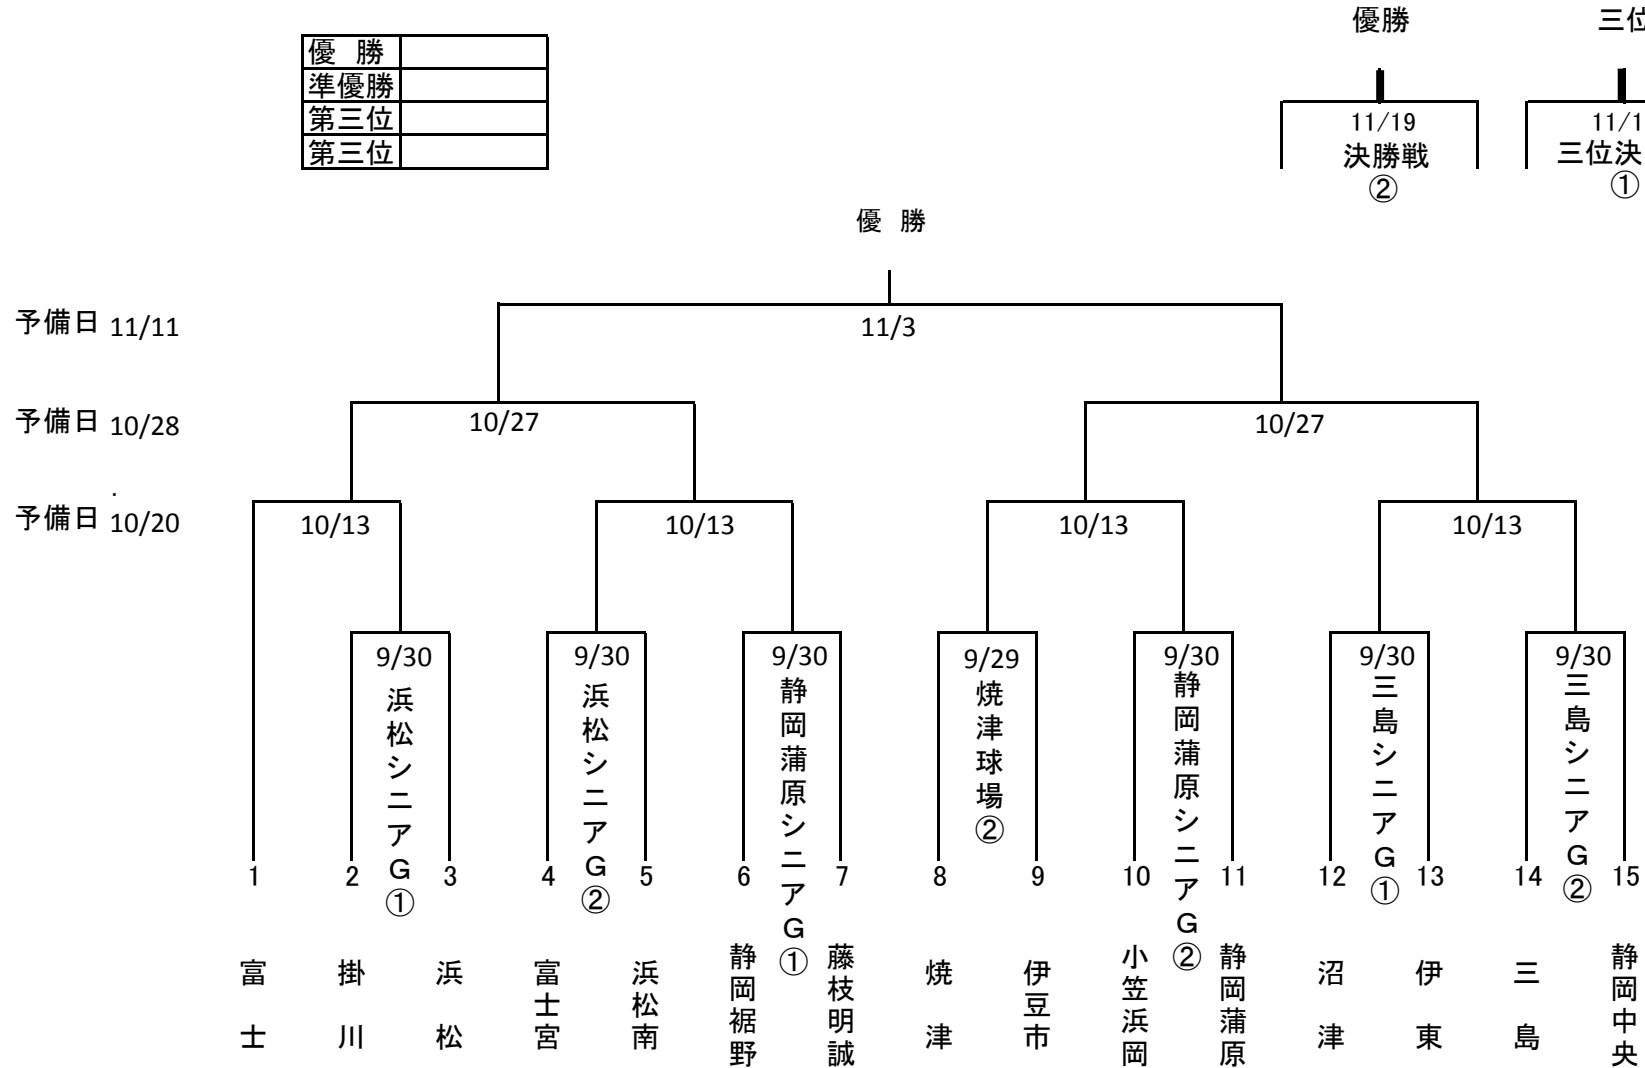 優勝
三位
優 勝
準優勝
第三位
第三位
11/19
決勝戦
②
11/1
三位決
①
優 勝
予備日 11/11
11/3
予備日 10/28
10/27
10/27
.
予備日 10/20
10/13
10/13
10/13
10/13
9/30
浜松シニアG①
9/30
浜松シニアG②
9/30
静岡蒲原シニアG①
9/29
焼津球場②
9/30
静岡蒲原シニアG②
9/30
三島シニアG①
9/30
三島シニアG②
1
2
3
4
5
6
7
8
9
10
11
12
13
14
15
富士
掛川
浜松
富士宮
浜松南
静岡裾野
藤枝明誠
焼津
伊豆市
小笠浜岡
静岡蒲原
沼津
伊東
三島
静岡中央